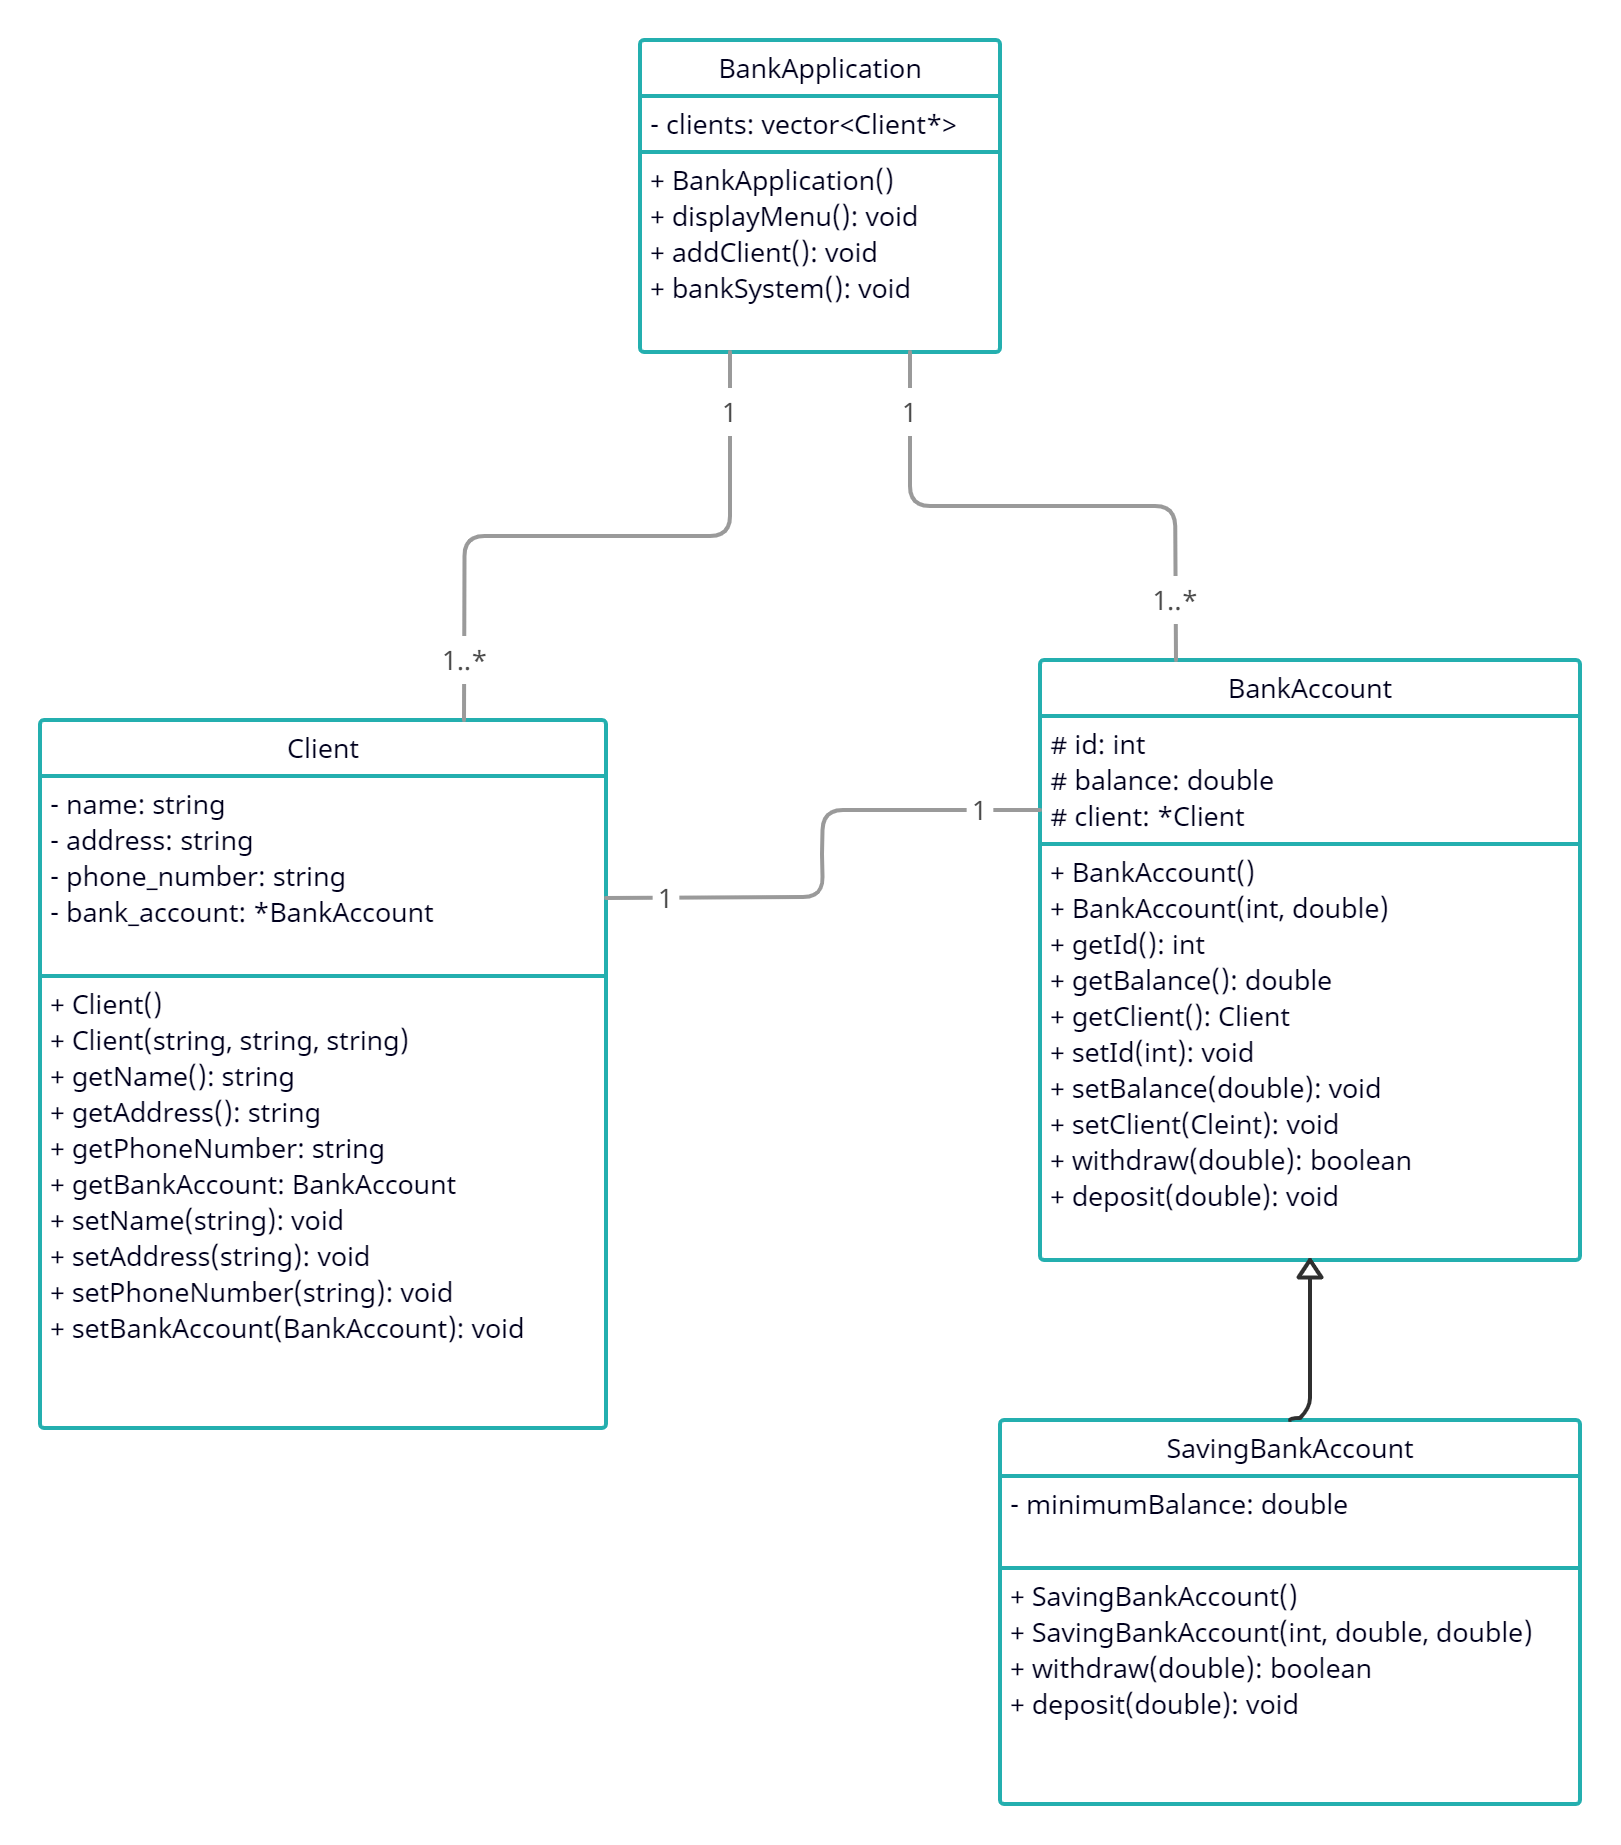 BankApplication
- clients: vector<Client*>
+ BankApplication()
+ displayMenu(): void
+ addClient(): void
+ bankSystem(): void
1
1
1..*
1..*
Client
- name: string
- address: string
- phone_number: string
- bank_account: *BankAccount
+ Client()
+ Client(string, string, string)
+ getName(): string
+ getAddress(): string
+ getPhoneNumber: string
+ getBankAccount: BankAccount
+ setName(string): void
+ setAddress(string): void
+ setPhoneNumber(string): void
+ setBankAccount(BankAccount): void
1
1
BankAccount
# id: int
# balance: double
# client: *Client
+ BankAccount()
+ BankAccount(int, double)
+ getId(): int
+ getBalance(): double
+ getClient(): Client
+ setId(int): void
+ setBalance(double): void
+ setClient(Cleint): void
+ withdraw(double): boolean
+ deposit(double): void
SavingBankAccount
- minimumBalance: double
+ SavingBankAccount()
+ SavingBankAccount(int, double, double)
+ withdraw(double): boolean
+ deposit(double): void